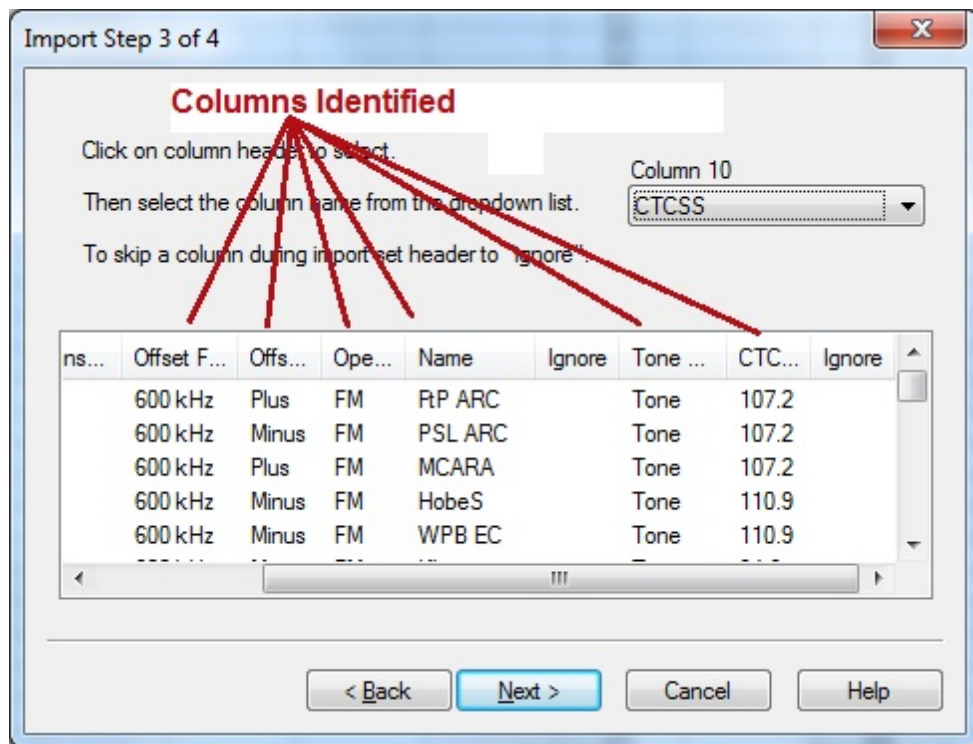 Import Step 3 of 4
Columns Identified
Click on column header to select.
Column 10
Then select the column name from the dropdown list.
CTCSS
To skip a column during import set header to "Ignore".
ns... Offset F... Offs... Ope... Name Ignore Tone ... CTC... Ignore
600 kHz Plus FM FtP ARC Tone 107.2
600 kHz Minus FM PSL ARC Tone 107.2
600 kHz Plus FM MCARA Tone 107.2
600 kHz Minus FM HobeS Tone 110.9
600 kHz Minus FM WPB EC Tone 110.9
< Back Next > Cancel Help